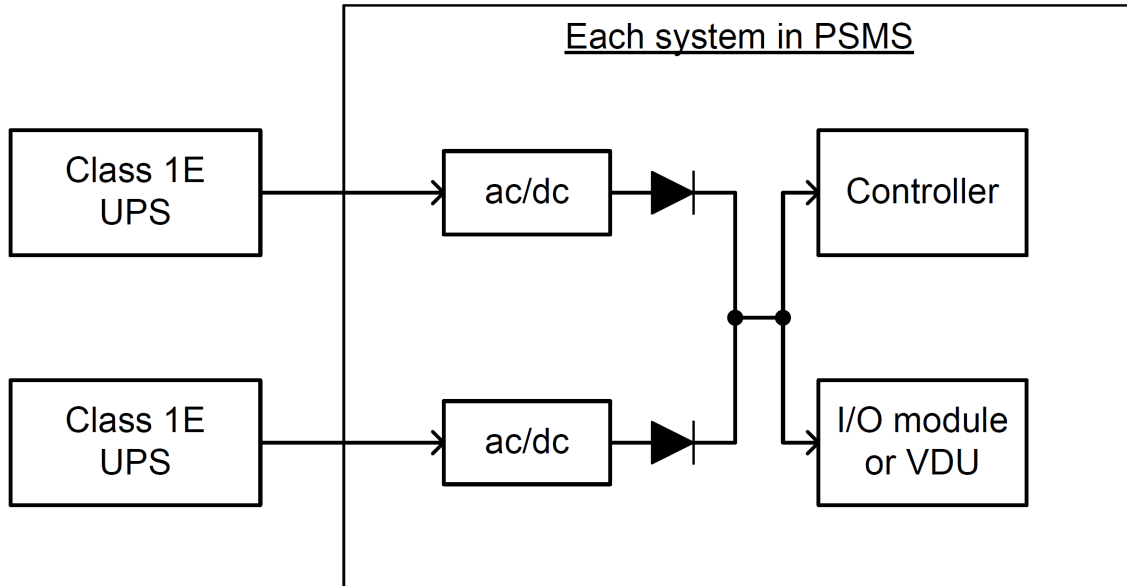 Each system in PSMS
Class 1E
UPS
ac/dc
Controller
Class 1E
UPS
ac/dc
I/O module
or VDU